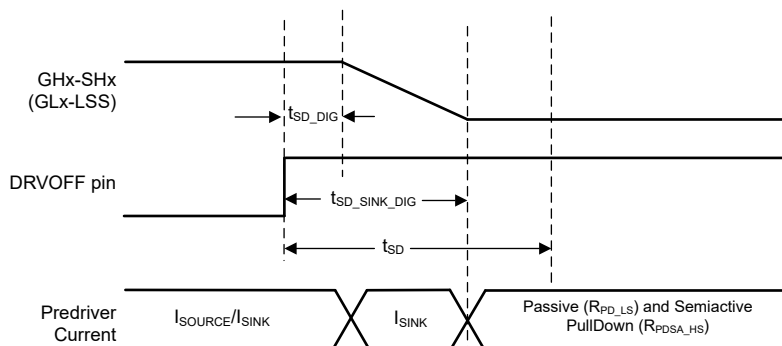 GHx-SHx
(GLx-LSS)
tSD_DIG
DRVOFF pin
tSD_SINK_DIG
tSD
Predriver
Current
ISOURCE/ISINK
ISINK
Passive (RPD_LS) and Semiactive
PullDown (RPDSA_HS)